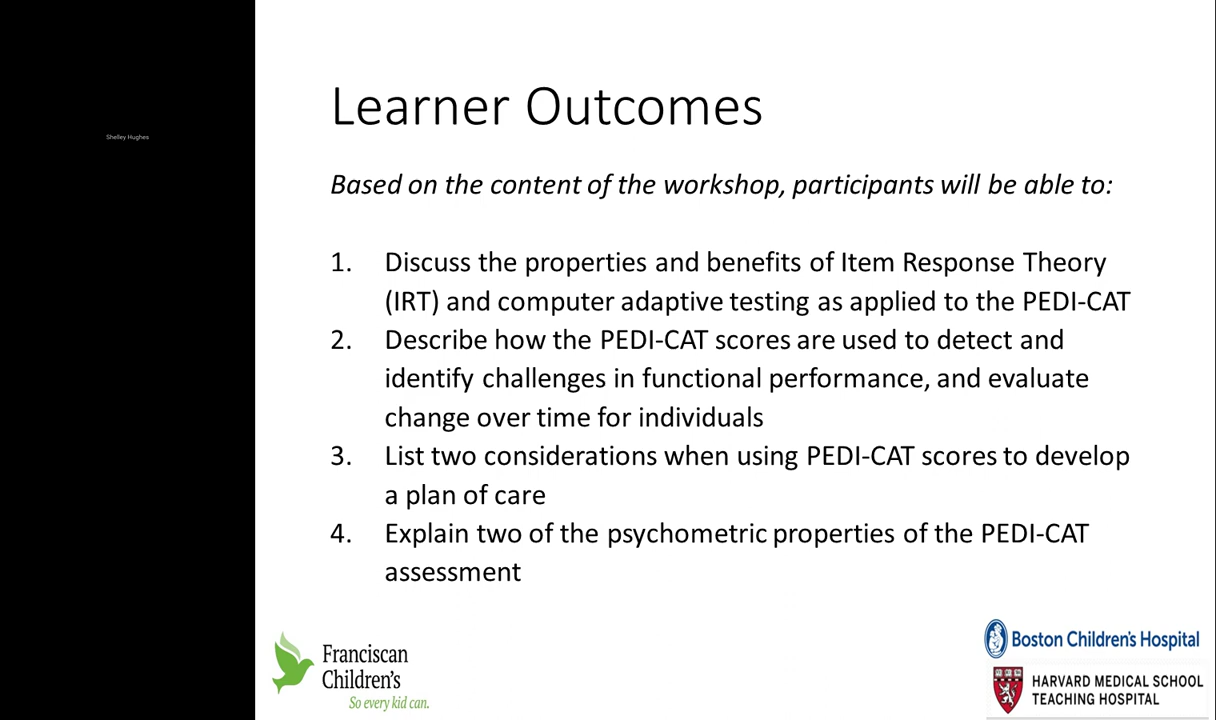 Shelley Hughes
Learner Outcomes
Based on the content of the workshop, participants will be able to:
1. Discuss the properties and benefits of Item Response Theory
(IRT) and computer adaptive testing as applied to the PEDI-CAT
2. Describe how the PEDI-CAT scores are used to detect and
identify challenges in functional performance, and evaluate
change over time for individuals
3. List two considerations when using PEDI-CAT scores to develop
a plan of care
4. Explain two of the psychometric properties of the PEDI-CAT
assessment
Franciscan
Children's
So every kid can.
Boston Children's Hospital
HARVARD MEDICAL SCHOOL
TEACHING HOSPITAL